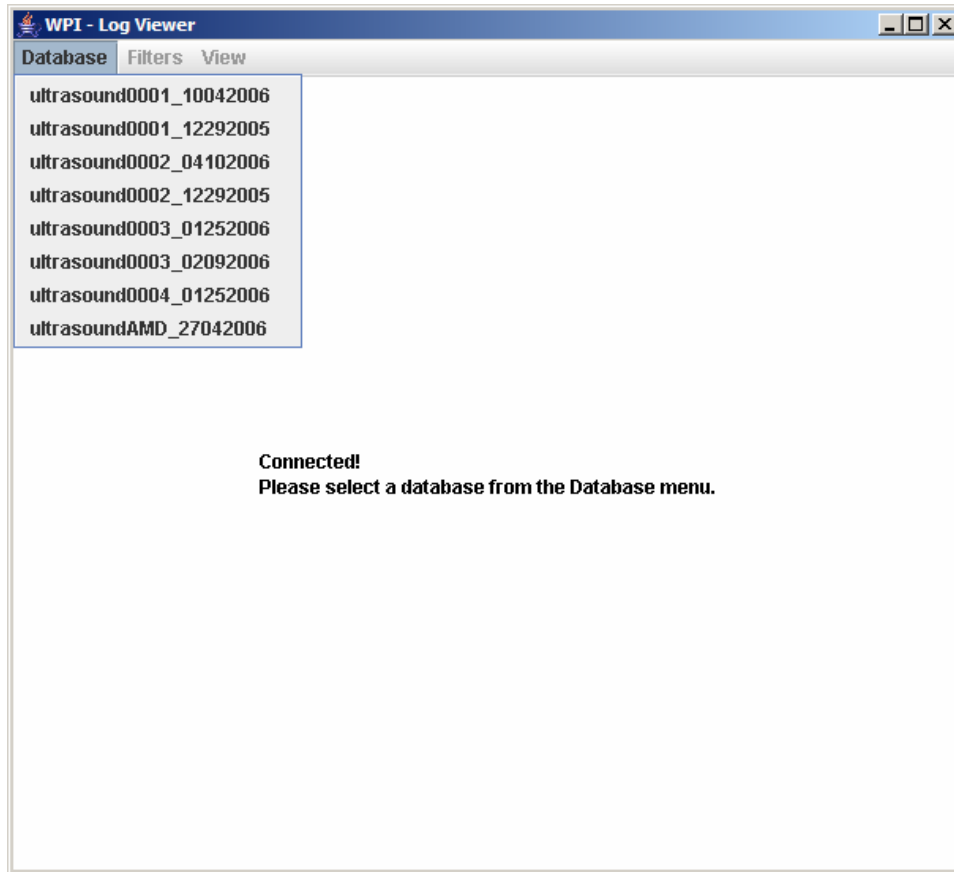 WPI - Log Viewer
Database Filters View
ultrasound0001_10042006
ultrasound0001_12292005
ultrasound0002_04102006
ultrasound0002_12292005
ultrasound0003_01252006
ultrasound0003_02092006
ultrasound0004_01252006
ultrasoundAMD_27042006
Connected!
Please select a database from the Database menu.